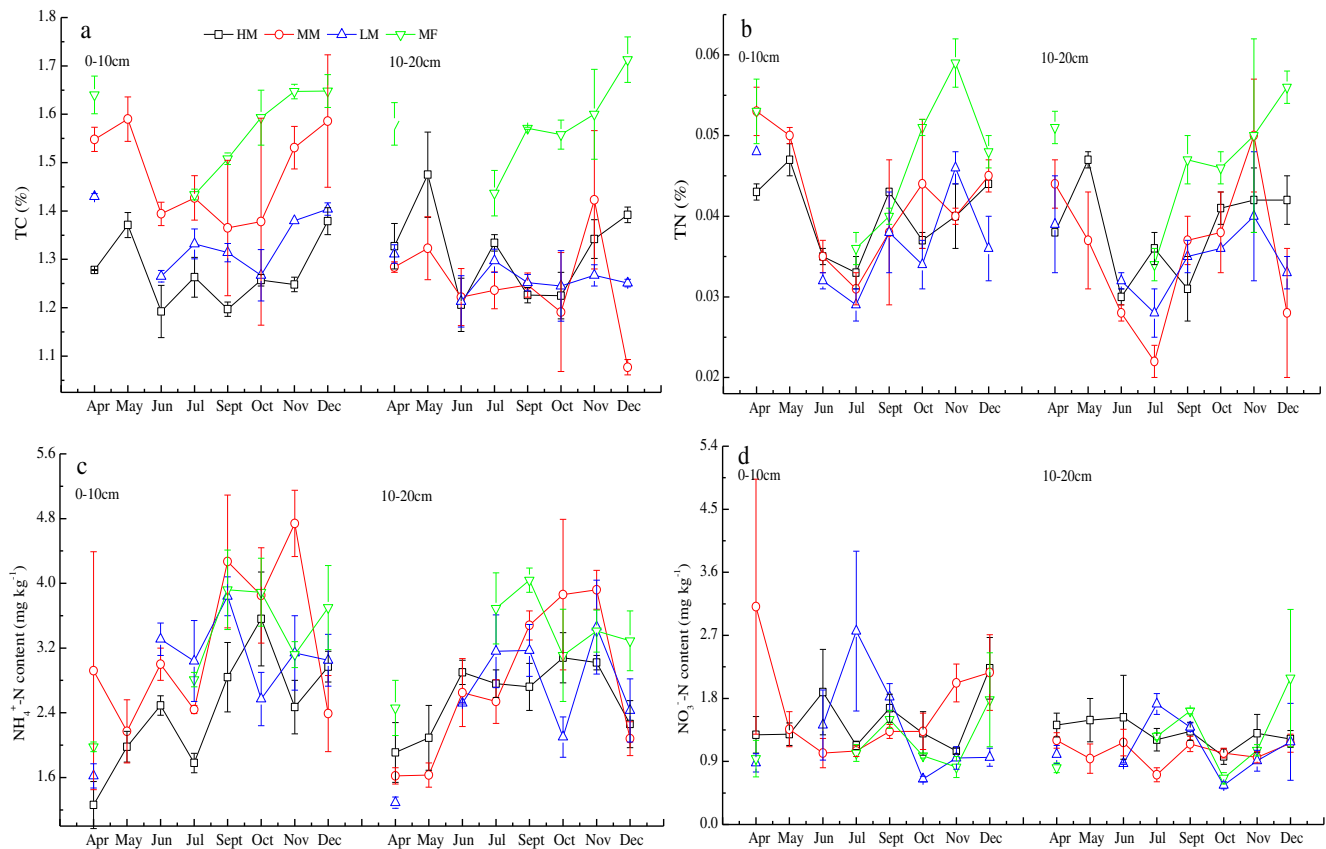 a
HM MM LM MF
0-10cm
10-20cm
TC (%)
1.8
1.7
1.6
1.5
1.4
1.3
1.2
1.1
Apr May Jun Jul Sept Oct Nov Dec Apr May Jun Jul Sept Oct Nov Dec
b
0-10cm
10-20cm
TN (%)
0.06
0.05
0.04
0.03
0.02
Apr May Jun Jul Sept Oct Nov Dec Apr May Jun Jul Sept Oct Nov Dec
c
0-10cm
10-20cm
NH₄⁺-N content (mg kg⁻¹)
5.6
4.8
4.0
3.2
2.4
1.6
Apr May Jun Jul Sept Oct Nov Dec Apr May Jun Jul Sept Oct Nov Dec
d
0-10cm
10-20cm
NO₃⁻-N content (mg kg⁻¹)
5.4
4.5
3.6
2.7
1.8
0.9
0.0
Apr May Jun Jul Sept Oct Nov Dec Apr May Jun Jul Sept Oct Nov Dec